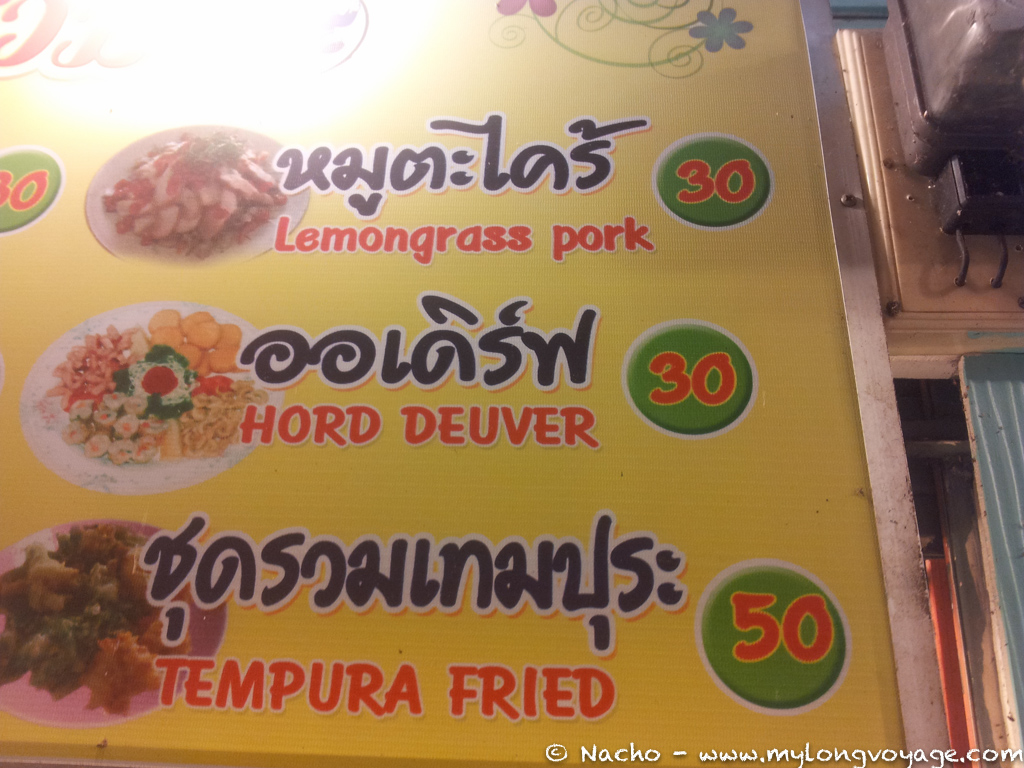 30
หมูตะไคร้ 30
Lemongrass pork
ออเดิร์ฟ 30
HORD DEUVER
ชุดรวมเทมปุระ 50
TEMPURA FRIED
© Nacho - www.mylongvoyage.com